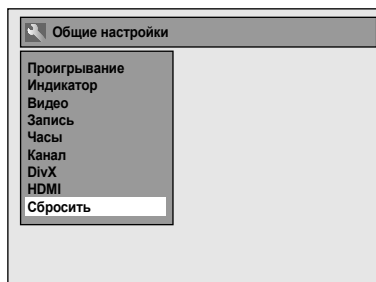 Общие настройки
Проигрывание
Индикатор
Видео
Запись
Часы
Канал
DivX
HDMI
Сбросить